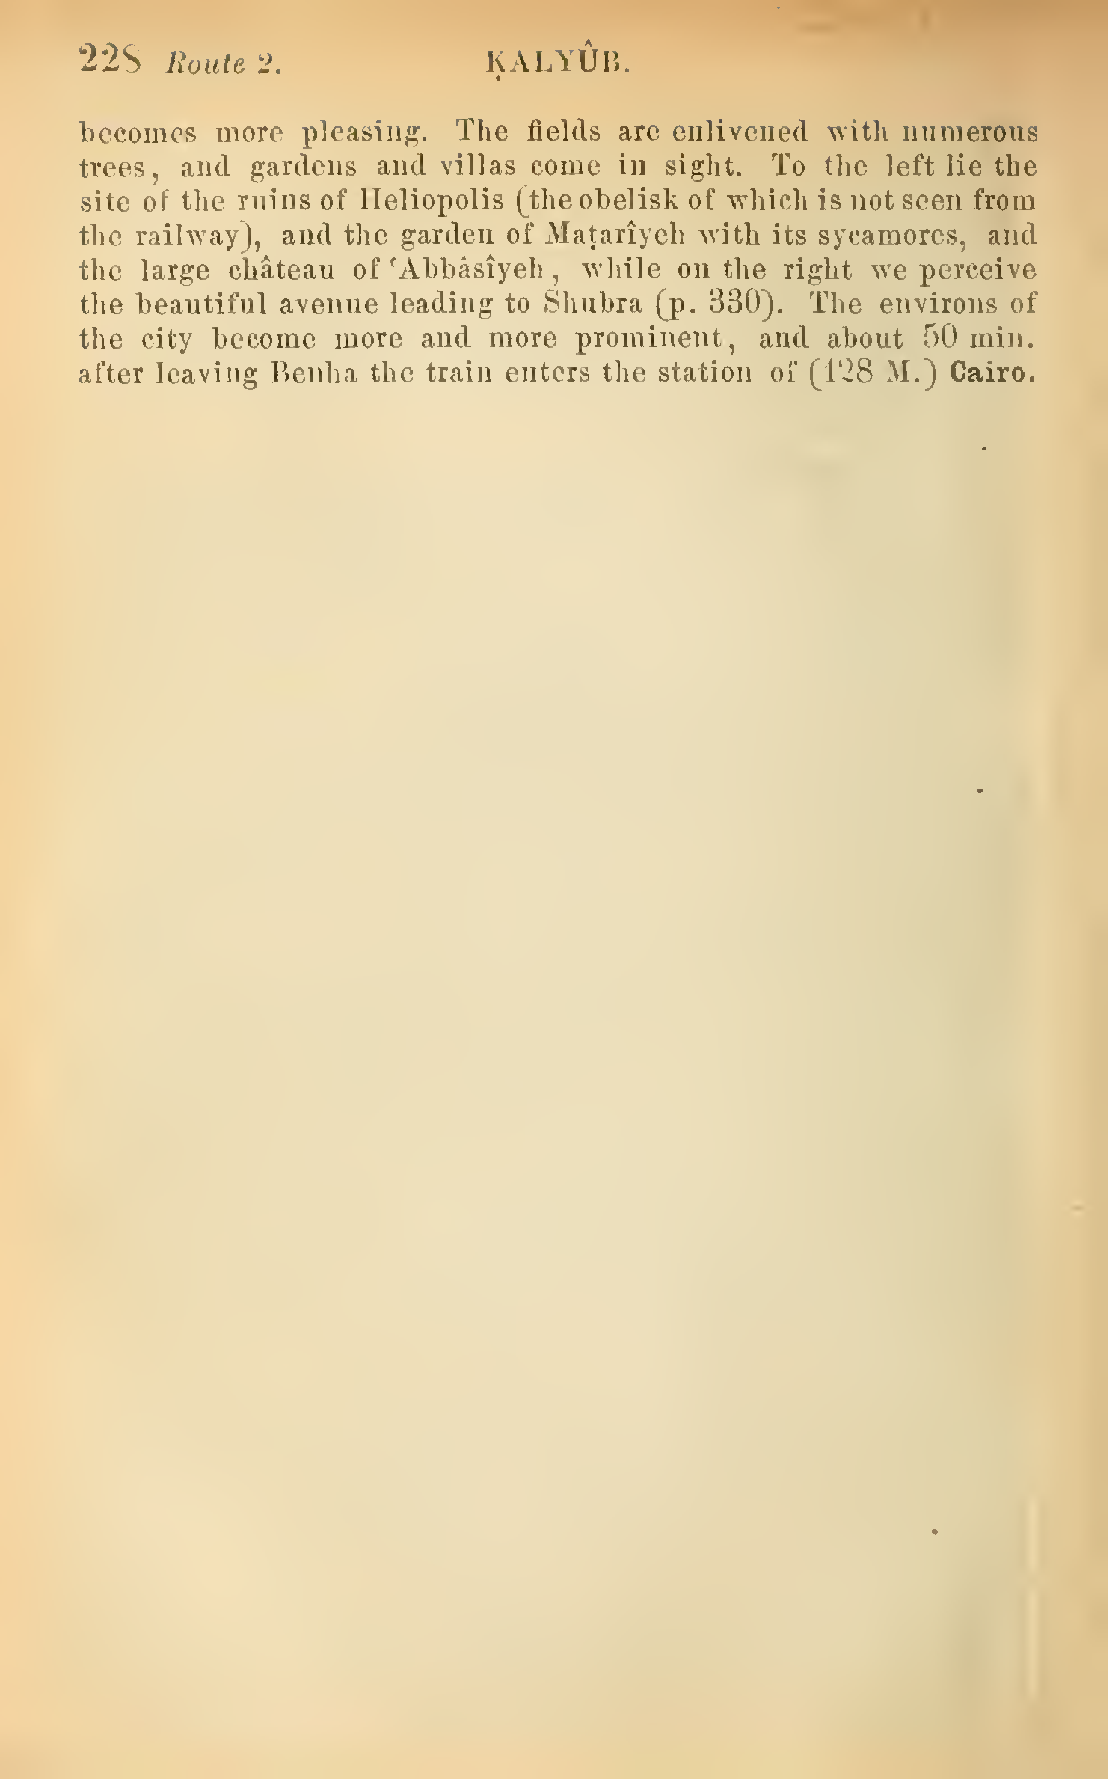 228 Route 2. ḲALYÛB.
becomes more pleasing. The fields are enlivened with numerous
trees, and gardens and villas come in sight. To the left lie the
site of the ruins of Heliopolis (the obelisk of which is not seen from
the railway), and the garden of Maṭarîyeh with its sycamores, and
the large château of ʿAbbâsîyeh, while on the right we perceive
the beautiful avenue leading to Shubra (p. 330). The environs of
the city become more and more prominent, and about 50 min.
after leaving Benha the train enters the station of (128 M.) Cairo.